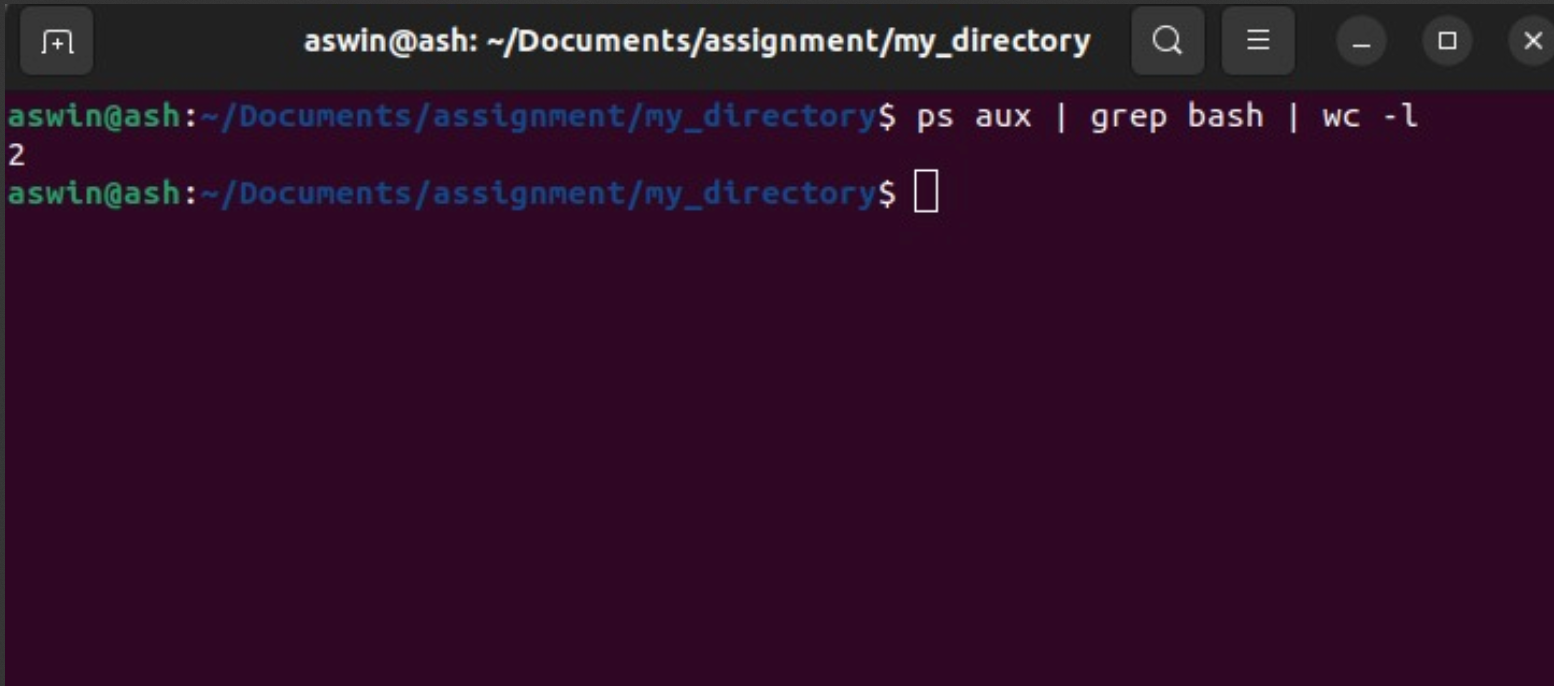 aswin@ash: ~/Documents/assignment/my_directory
aswin@ash:~/Documents/assignment/my_directory$ ps aux | grep bash | wc -l
2
aswin@ash:~/Documents/assignment/my_directory$